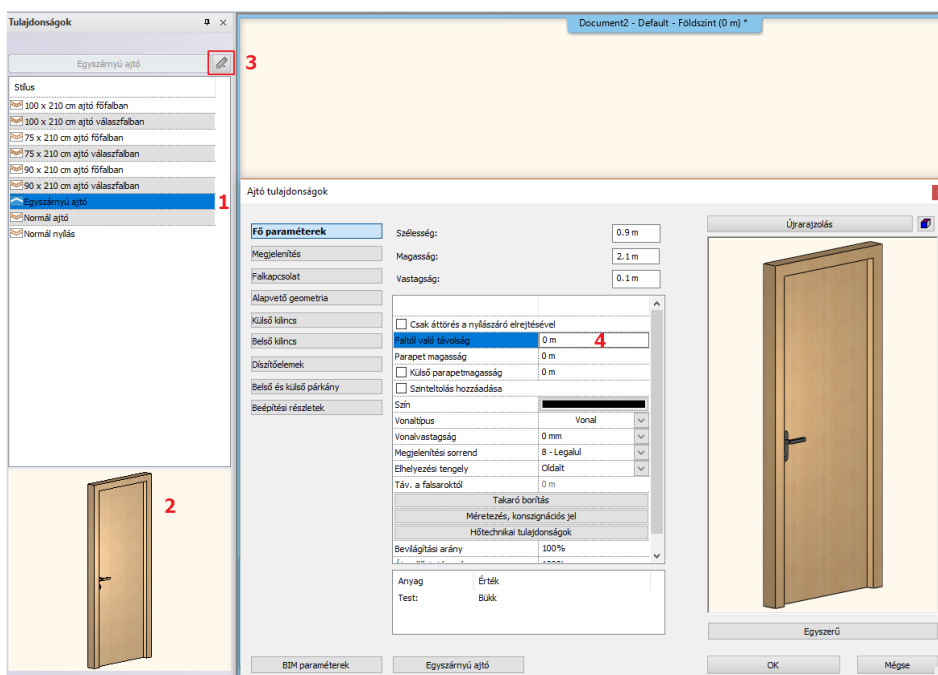 Tulajdonságok
Document2 - Default - Földszint (0 m) *
Egyszárnyú ajtó
3
Stílus
100 x 210 cm ajtó főfalban
100 x 210 cm ajtó válaszfalban
75 x 210 cm ajtó főfalban
75 x 210 cm ajtó válaszfalban
90 x 210 cm ajtó főfalban
90 x 210 cm ajtó válaszfalban
Egyszárnyú ajtó
1
Normál ajtó
Normál nyílás
2
Ajtó tulajdonságok
Fő paraméterek
Megjelenítés
Falkapcsolat
Alapvető geometria
Külső kilincs
Belső kilincs
Díszítőelemek
Belső és külső párkány
Beépítési részletek
Szélesség: 0.9 m
Magasság: 2.1 m
Vastagság: 0.1 m
Csak áttörés a nyílászáró elrejtésével
Faltól való távolság 0 m 4
Parapet magasság 0 m
Külső parapetmagasság 0 m
Szinteltolás hozzáadása
Szín
Vonaltípus Vonal
Vonalvastagság 0 mm
Megjelenítési sorrend 8 - Legalul
Elhelyezési tengely Oldalt
Táv. a falsaroktól 0 m
Takaró borítás
Méretezés, konszignációs jel
Hőtechnikai tulajdonságok
Bevilágítási arány 100%
Anyag Érték
Test: Bükk
Újrarajzolás
Egyszerű
BIM paraméterek
Egyszárnyú ajtó
OK
Mégse